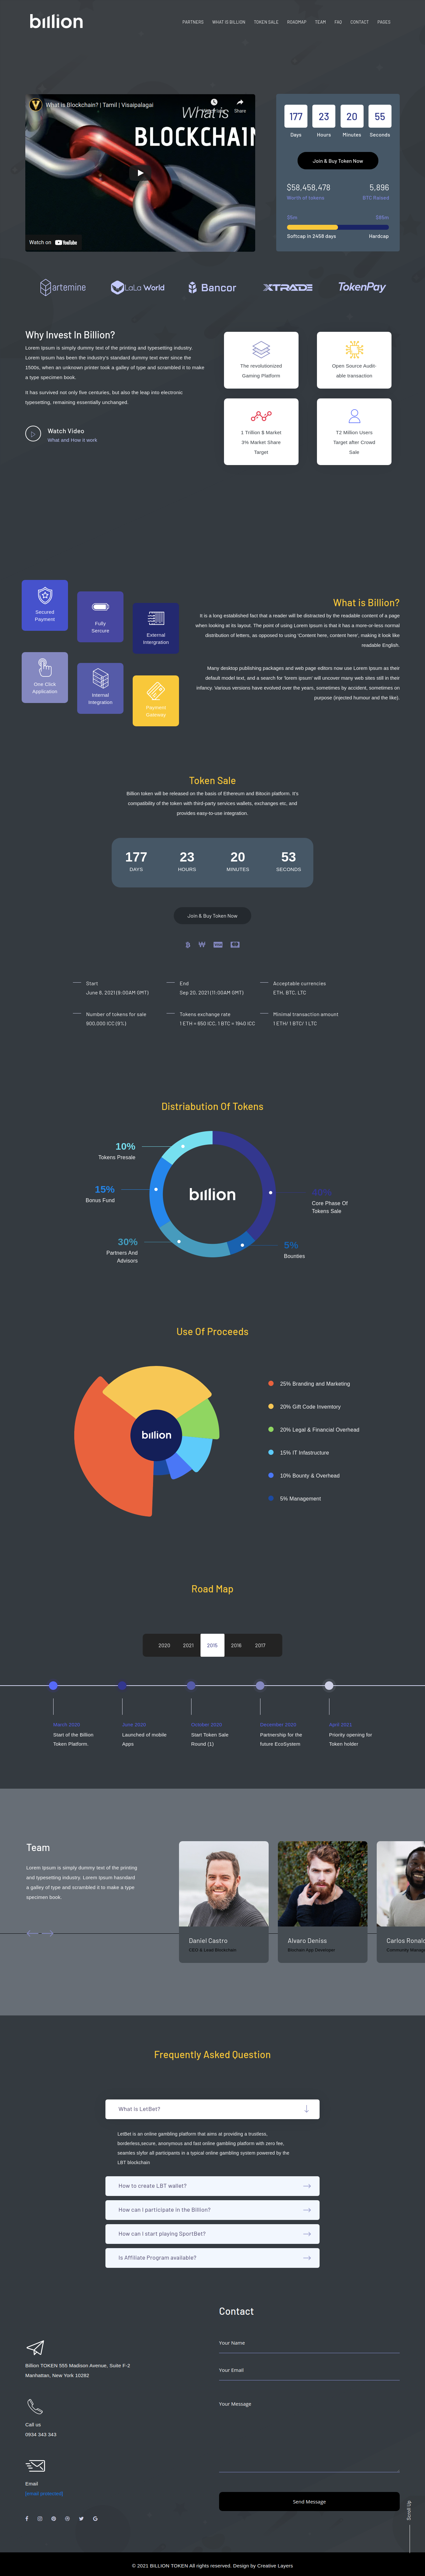 billion
PARTNERS WHAT IS BILLION TOKEN SALE ROADMAP TEAM FAQ CONTACT PAGES
What is Blockchain? | Tamil | Visaipalagai
Share
What is
BLOCKCHAIN
Watch on YouTube
177 23 20 55
Days Hours Minutes Seconds
Join & Buy Token Now
$58,458,478 5,896
Worth of tokens BTC Raised
Softcap in 2458 days Hardcap
artemine LaLa World Bancor XTRADE TokenPay
Why Invest In Billion?
Lorem Ipsum is simply dummy text of the printing and typesetting industry.
Lorem Ipsum has been the industry's standard dummy text ever since the
1500s, when an unknown printer took a galley of type and scrambled it to make
a type specimen book.
It has survived not only five centuries, but also the leap into electronic
typesetting, remaining essentially unchanged.
Watch Video
What and How it work
The revolutionized
Gaming Platform
Open Source Audit-
able transaction
1 Trillion $ Market
3% Market Share
Target
T2 Million Users
Target after Crowd
Sale
Secured
Payment
Fully
Sercure
External
Intergration
One Click
Application
Internal
Integration
Payment
What is Billion?
It is a long established fact that a reader will be distracted by the readable content of a page
when looking at its layout. The point of using Lorem Ipsum is that it has a more-or-less normal
distribution of letters, as opposed to using 'Content here, content here', making it look like
readable English.
Many desktop publishing packages and web page editors now use Lorem Ipsum as their
default model text, and a search for 'lorem ipsum' will uncover many web sites still in their
infancy. Various versions have evolved over the years, sometimes by accident, sometimes on
purpose (injected humour and the like).
Token Sale
Billion token will be released on the basis of Ethereum and Bitocin platform. It's
compatibility of the token with third-party services wallets, exchanges etc, and
provides easy-to-use integration.
177 23 20 53
DAYS HOURS MINUTES SECONDS
Join & Buy Token Now
Start
June 8, 2021 (9:00AM GMT)
End
Sep 20, 2021 (11:00AM GMT)
Acceptable currencies
ETH, BTC, LTC
Number of tokens for sale
900,000 ICC (9%)
Tokens exchange rate
1 ETH = 650 ICC, 1 BTC = 1940 ICC
Minimal transaction amount
1 ETH/ 1 BTC/ 1 LTC
Distriabution Of Tokens
10%
Tokens Presale
15%
Bonus Fund
30%
Partners And
Advisors
billion
Core Phase Of
Tokens Sale
5%
Bounties
Use Of Proceeds
billion
25% Branding and Marketing
20% Gift Code Inventory
20% Legal & Financial Overhead
15% IT Infastructure
10% Bounty & Overhead
5% Management
Road Map
2020 2021 2015 2016 2017
March 2020
Start of the Billion
Token Platform.
June 2020
Launched of mobile
Apps
October 2020
Start Token Sale
Round (1)
December 2020
Partnership for the
future EcoSystem
April 2021
Priority opening for
Token holder
Team
Lorem Ipsum is simply dummy text of the printing
and typesetting industry. Lorem Ipsum hasndard
a galley of type and scrambled it to make a type
specimen book.
Daniel Castro
CEO & Lead Blockchain
Alvaro Deniss
Blochain App Developer
Carlos Ronald
Community Manag
Frequently Asked Question
What is LetBet?
LetBet is an online gambling platform that aims at providing a trustless,
borderless,secure, anonymous and fast online gambling platform with zero fee,
seamles slyfer all participants in a typical online gambling system powered by the
LBT blockchain
How to create LBT wallet?
How can I participate in the Billion?
How can I start playing SportBet?
Is Affiliate Program available?
Billion TOKEN 555 Madison Avenue, Suite F-2
Manhattan, New York 10282
Call us
0934 343 343
Email
[email protected]
Contact
Your Name
Your Email
Your Message
Send Message
Scroll Up
© 2021 BILLION TOKEN All rights reserved. Design by Creative Layers